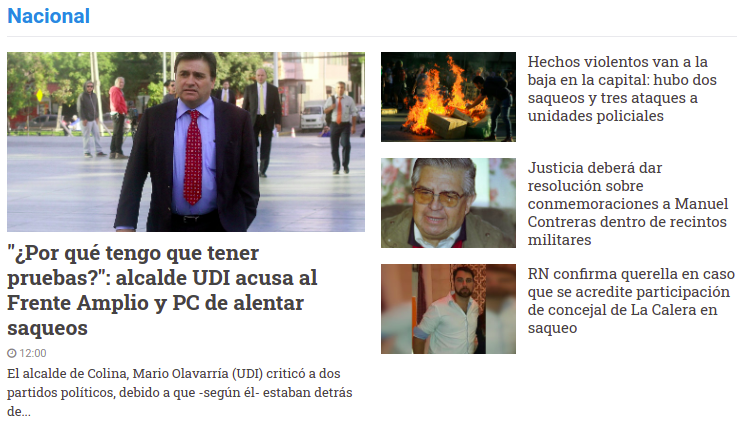 Nacional
"¿Por qué tengo que tener
pruebas?": alcalde UDI acusa al
Frente Amplio y PC de alentar
saqueos
12:00
El alcalde de Colina, Mario Olavarría (UDI) criticó a dos
partidos políticos, debido a que -según él- estaban detrás
de...
Hechos violentos van a la
baja en la capital: hubo dos
saqueos y tres ataques a
unidades policiales
Justicia deberá dar
resolución sobre
conmemoraciones a Manuel
Contreras dentro de recintos
militares
RN confirma querella en caso
que se acredite participación
de concejal de La Calera en
saqueo